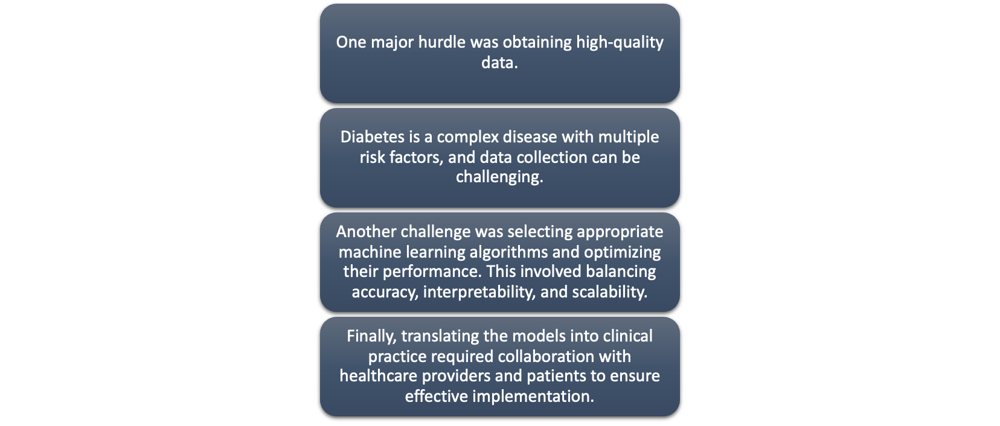 One major hurdle was obtaining high-quality
data.
Diabetes is a complex disease with multiple
risk factors, and data collection can be
challenging.
Another challenge was selecting appropriate
machine learning algorithms and optimizing
their performance. This involved balancing
accuracy, interpretability, and scalability.
Finally, translating the models into clinical
practice required collaboration with
healthcare providers and patients to ensure
effective implementation.